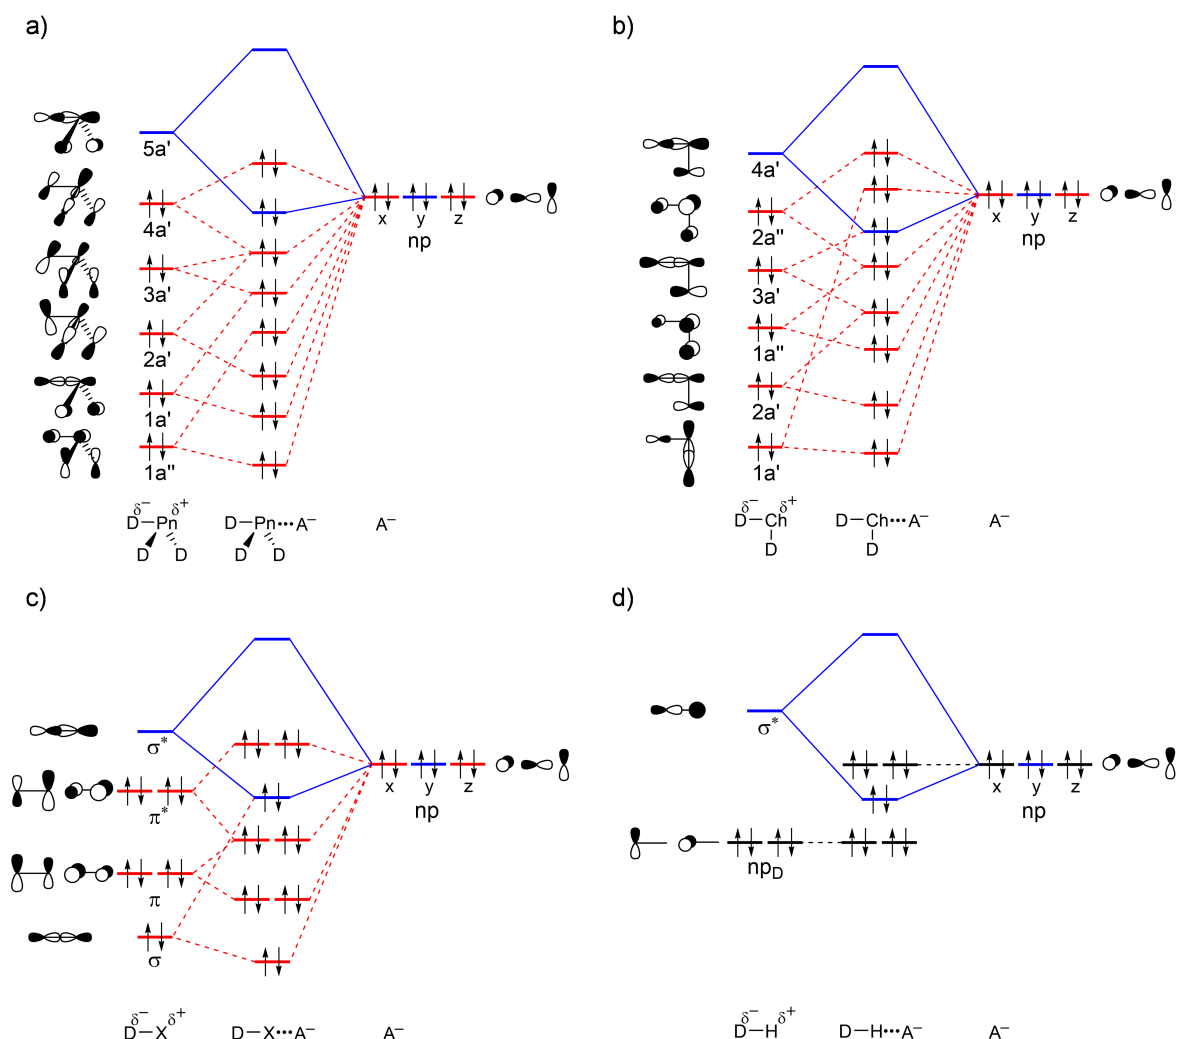 a)
5a'
4a'
3a'
2a'
1a'
1a''
x y z
np
δ− δ+
D–Pn
D D
D–Pn•••A−
D D
A−
b)
4a'
2a''
3a'
1a''
2a'
1a'
x y z
np
δ− δ+
D–Ch
D
D–Ch•••A−
D
A−
c)
σ*
π*
π
σ
x y z
np
δ− δ+
D–X
D–X•••A−
A−
d)
σ*
x y z
np
npD
δ− δ+
D–H
D–H•••A−
A−